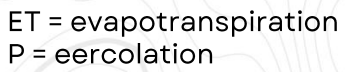 ET = evapotranspiration
P = eercolation